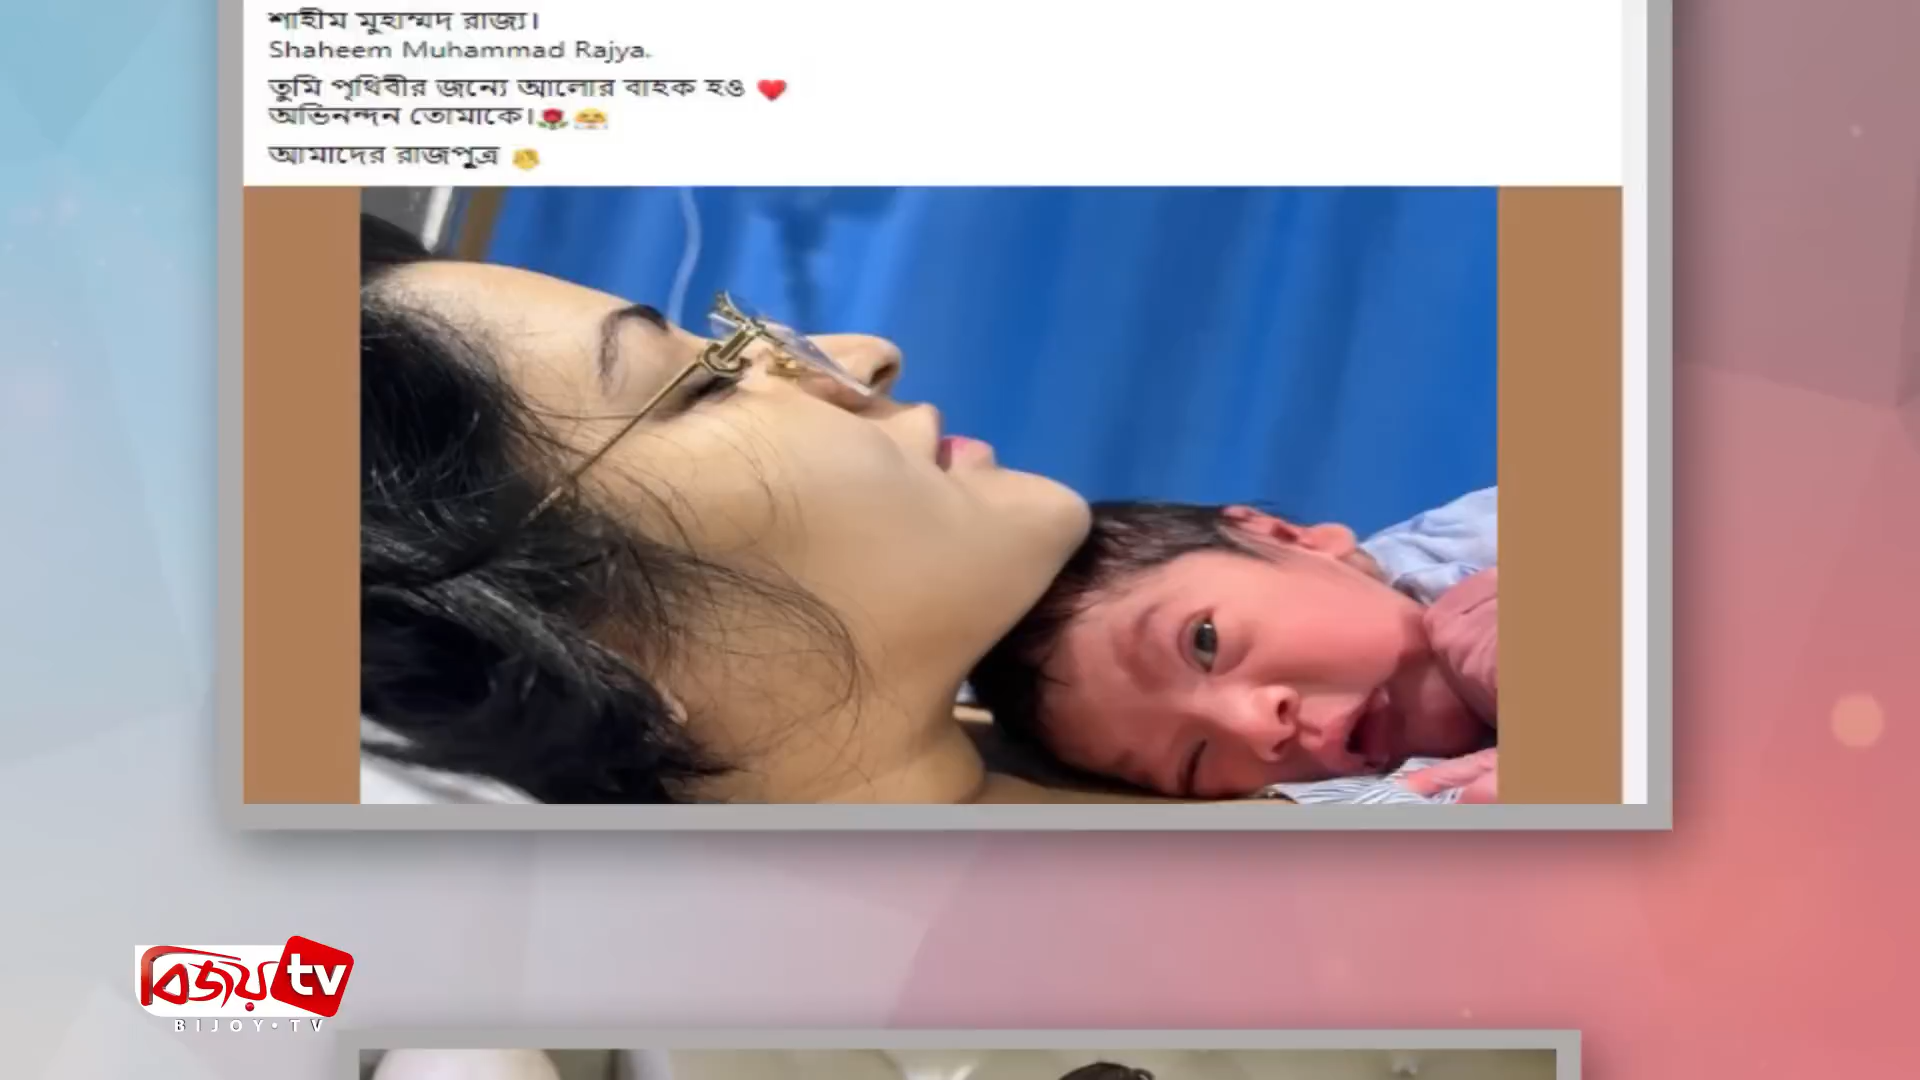 শাহীম মুহাম্মদ রাজ্য।
Shaheem Muhammad Rajya.
তুমি পৃথিবীর জন্যে আলোর বাহক হও ❤️
অভিনন্দন তোমাকে।🌹🤗
আমাদের রাজপুত্র
বিজয় tv
BIJOY•TV